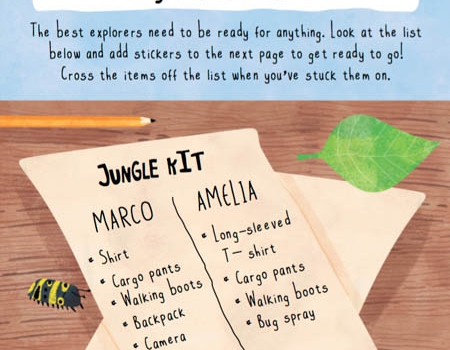 The best explorers need to be ready for anything. Look at the list
below and add stickers to the next page to get ready to go!
Cross the items off the list when you've stuck them on.
JUNGLE KIT
MARCO
• Shirt
• Cargo pants
• Walking boots
• Backpack
• Camera
AMELIA
• Long-sleeved
T- shirt
• Cargo pants
• Walking boots
• Bug spray